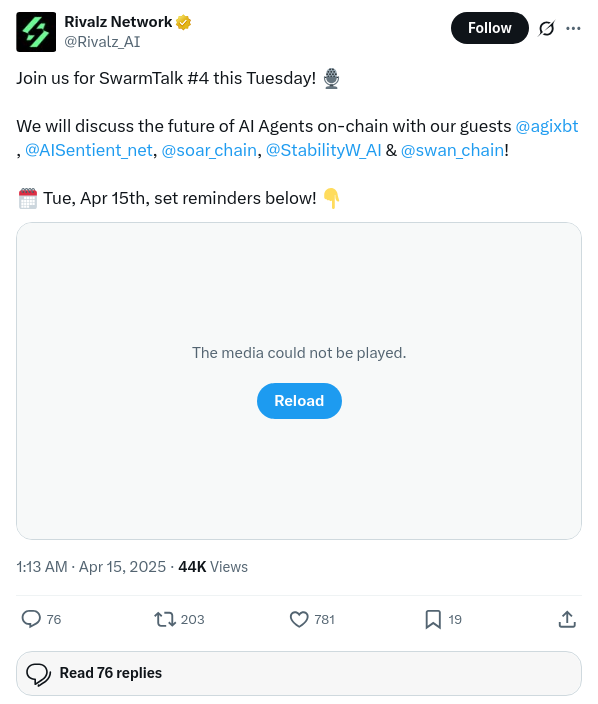 Rivalz Network
@Rivalz_AI
Follow
Join us for SwarmTalk #4 this Tuesday! 🎙️
We will discuss the future of AI Agents on-chain with our guests @agixbt
, @AISentient_net, @soar_chain, @StabilityW_AI & @swan_chain!
🗓️ Tue, Apr 15th, set reminders below! 👇
The media could not be played.
Reload
1:13 AM · Apr 15, 2025 · 44K Views
76 203 781 19
Read 76 replies